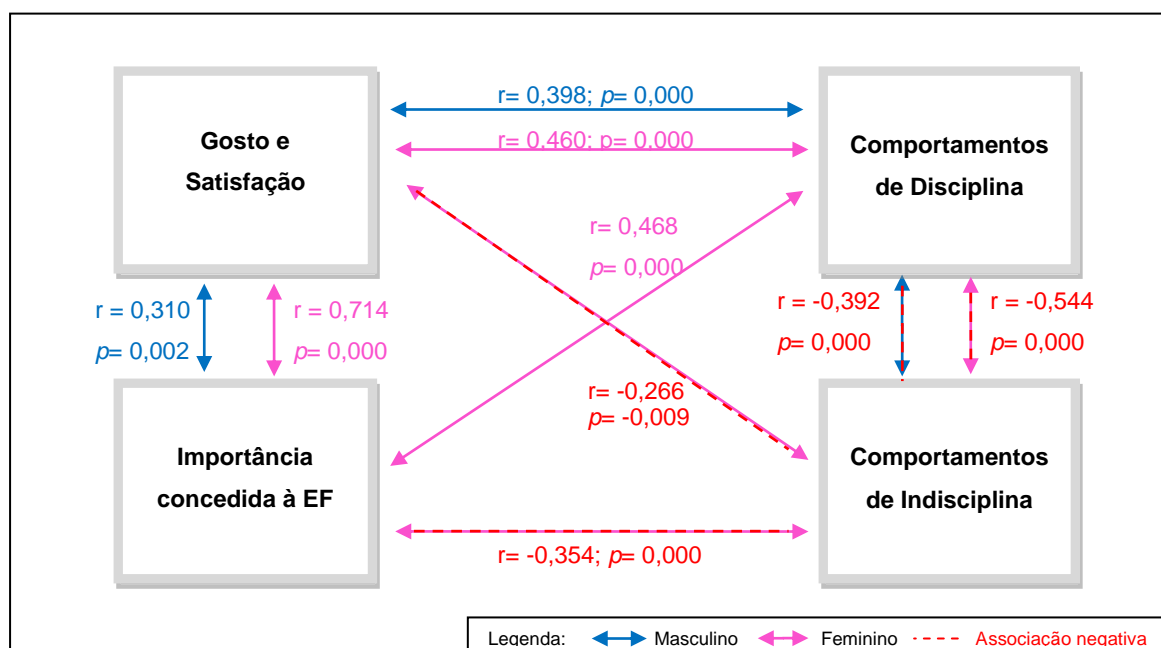 Gosto e
Satisfação
r= 0,398; p= 0,000
r= 0,460; p= 0,000
Comportamentos
de Disciplina
r= 0,468
p= 0,000
r = 0,310
p= 0,002
r = 0,714
p= 0,000
r = -0,392
p= 0,000
r = -0,544
p= 0,000
r= -0,266
p= -0,009
Importância
concedida à EF
r= -0,354; p= 0,000
Comportamentos
de Indisciplina
Legenda: Masculino Feminino Associação negativa